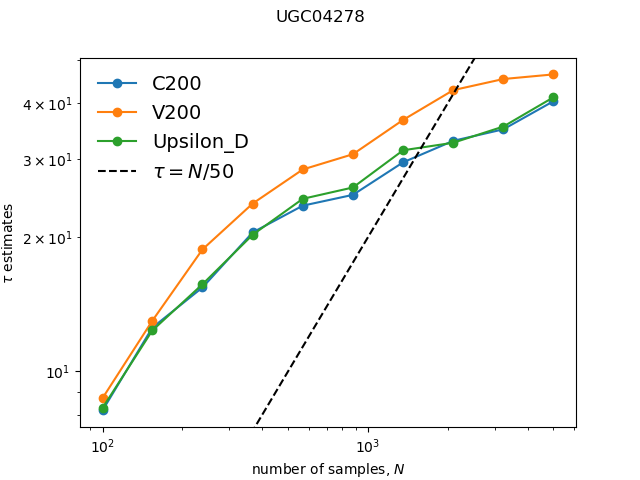 UGC04278
C200
V200
Upsilon_D
τ = N/50
4 × 10¹
3 × 10¹
2 × 10¹
10¹
τ estimates
10² 10³
number of samples, N